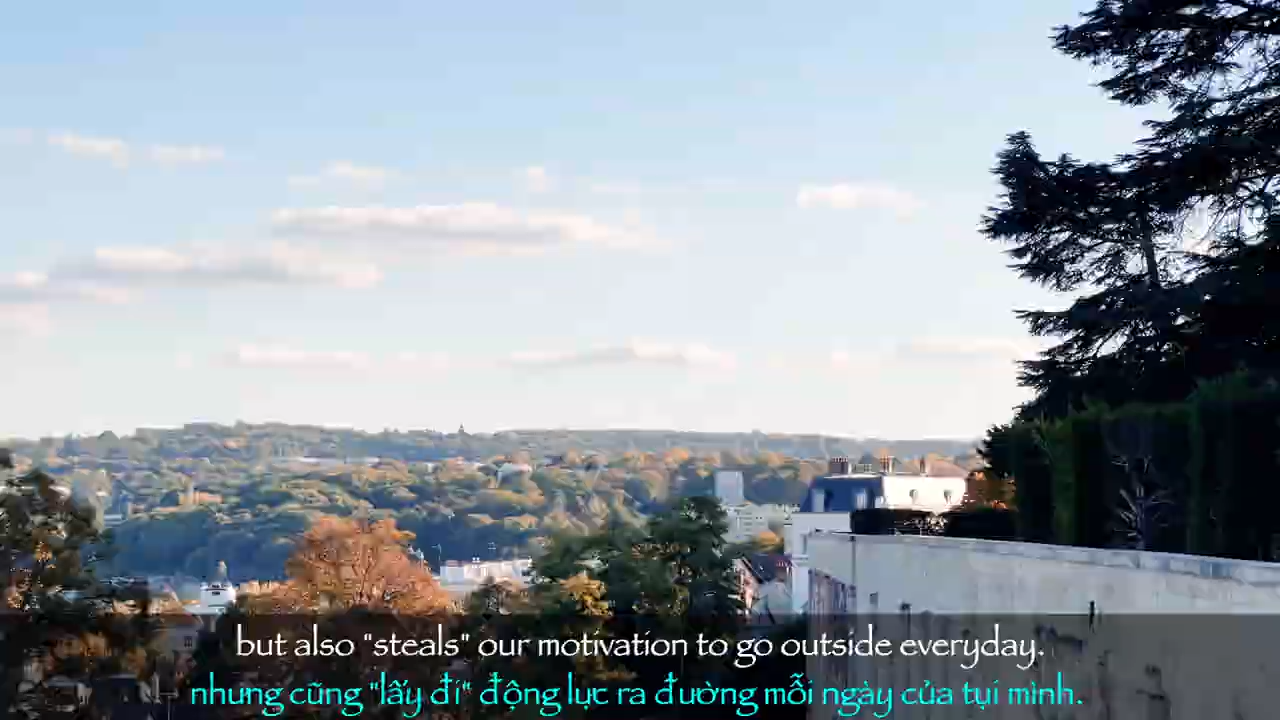 but also "steals" our motivation to go outside everyday.
nhưng cũng "lấy đi" động lực ra đường mỗi ngày của tụi mình.